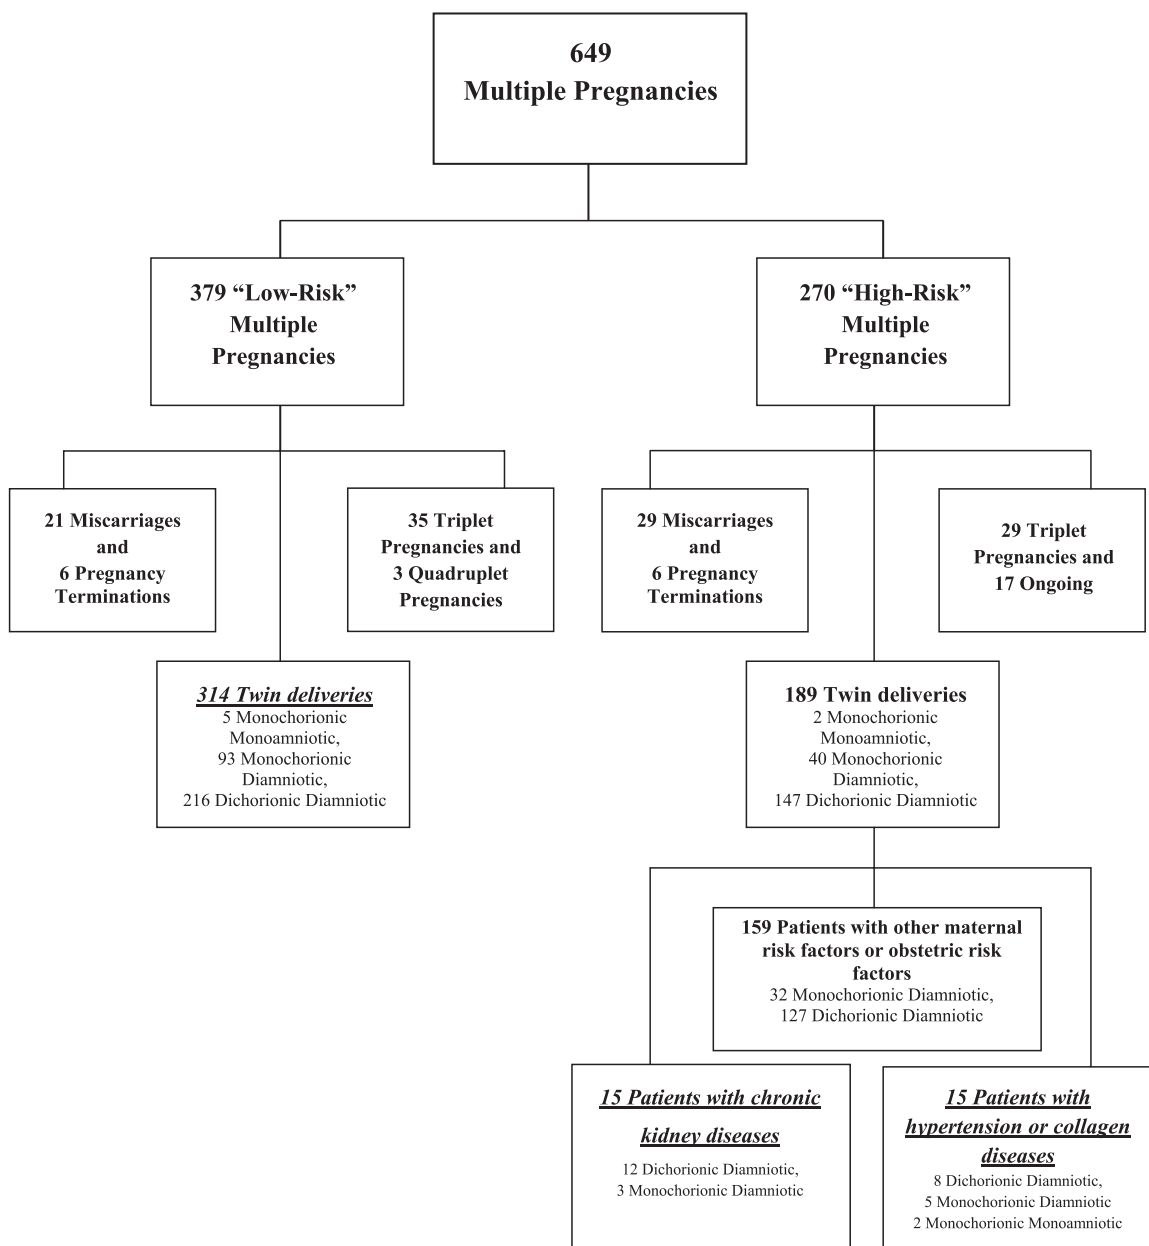 649
Multiple Pregnancies
379 “Low-Risk”
Multiple
Pregnancies
270 “High-Risk”
Multiple
Pregnancies
21 Miscarriages
and
6 Pregnancy
Terminations
35 Triplet
Pregnancies and
3 Quadruplet
Pregnancies
29 Miscarriages
and
6 Pregnancy
Terminations
29 Triplet
Pregnancies and
17 Ongoing
314 Twin deliveries
5 Monochorionic
Monoamniotic,
93 Monochorionic
Diamniotic,
216 Dichorionic Diamniotic
189 Twin deliveries
2 Monochorionic
Monoamniotic,
40 Monochorionic
Diamniotic,
147 Dichorionic Diamniotic
159 Patients with other maternal
risk factors or obstetric risk
factors
32 Monochorionic Diamniotic,
127 Dichorionic Diamniotic
15 Patients with chronic
kidney diseases
12 Dichorionic Diamniotic,
3 Monochorionic Diamniotic
15 Patients with
hypertension or collagen
diseases
8 Dichorionic Diamniotic,
5 Monochorionic Diamniotic
2 Monochorionic Monoamniotic